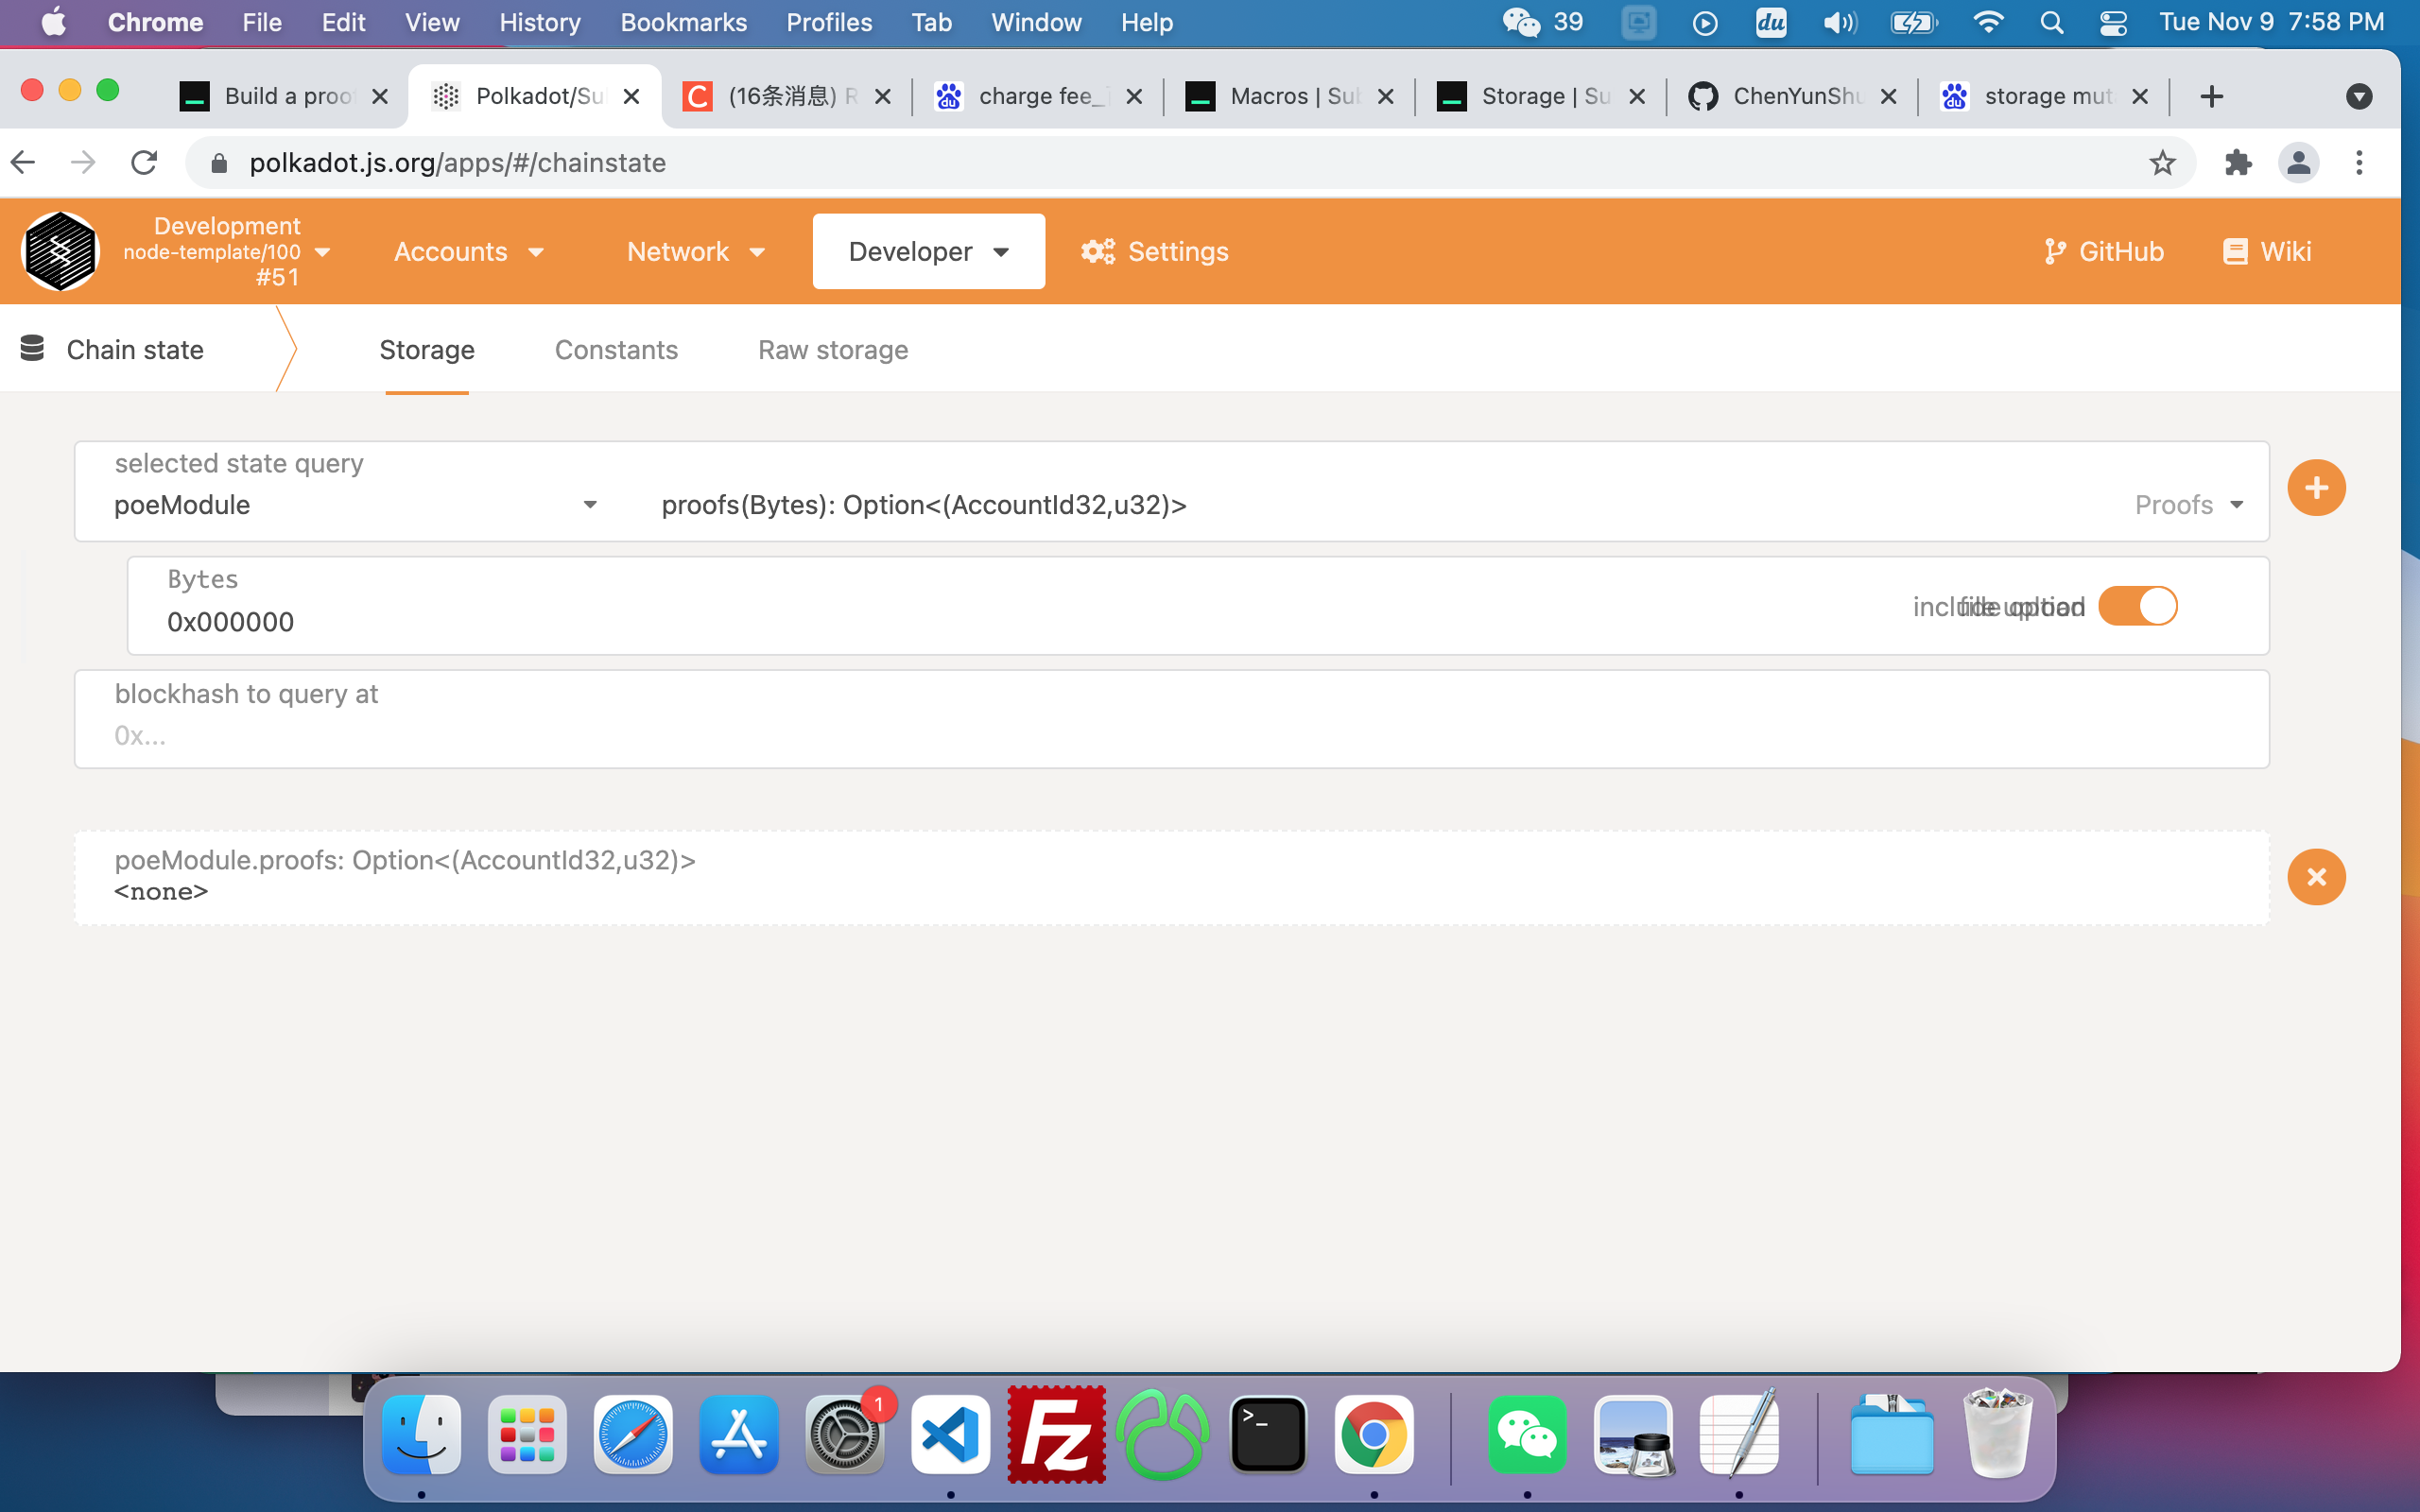 Chrome File Edit View History Bookmarks Profiles Tab Window Help 39 du Tue Nov 9 7:58 PM
Build a proo Polkadot/Su (16条消息) R charge fee_ Macros | Sub Storage | Su ChenYunShu storage mut
polkadot.js.org/apps/#/chainstate
Development
node-template/100
#51
Accounts Network Developer Settings GitHub Wiki
Chain state Storage Constants Raw storage
selected state query
poeModule proofs(Bytes): Option<(AccountId32,u32)> Proofs
Bytes
0x000000
include option
file upload
blockhash to query at
0x...
poeModule.proofs: Option<(AccountId32,u32)>
<none>
1
Fz
>_